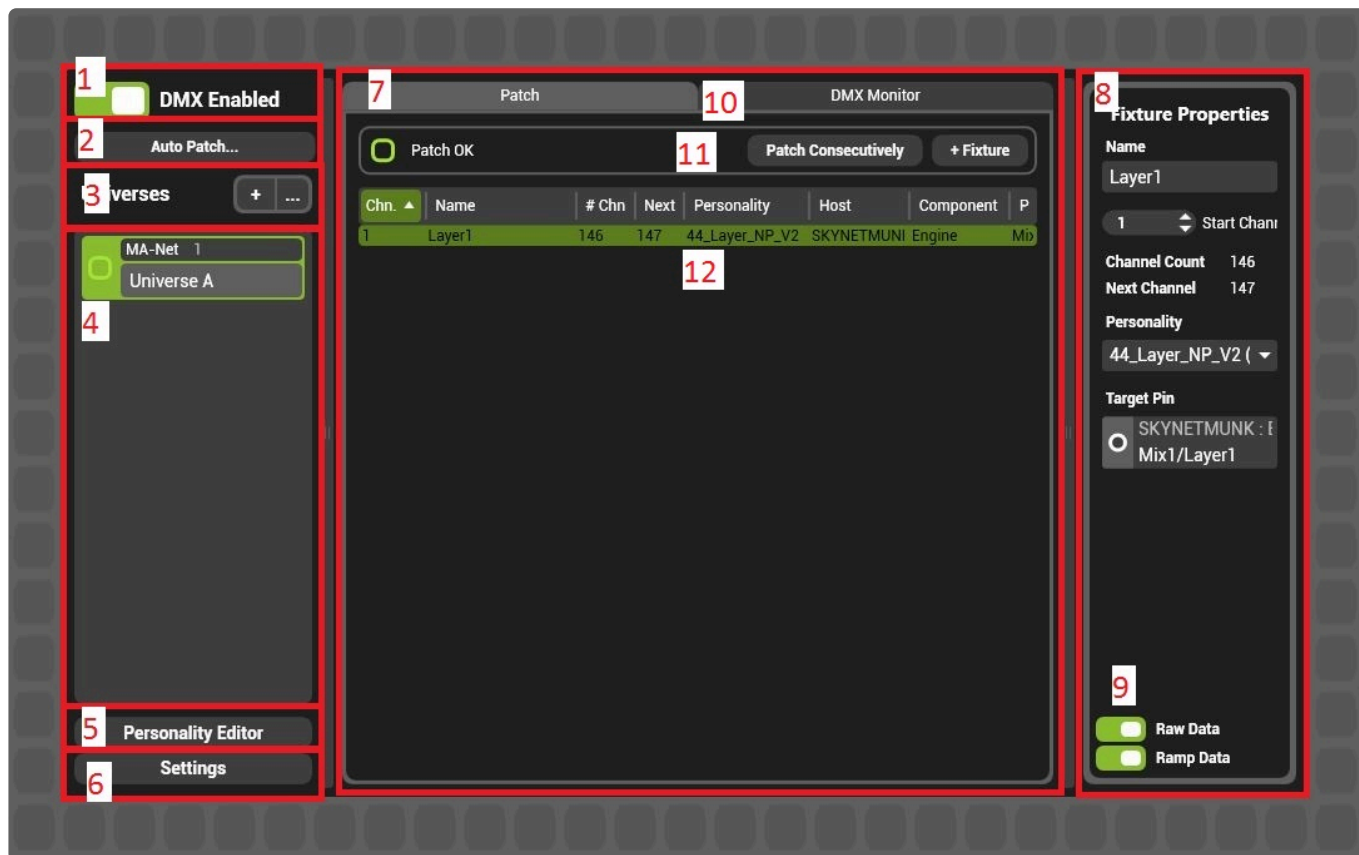 1
DMX Enabled
2
Auto Patch...
3
Universes
+ ...
MA-Net 1
Universe A
4
5
Personality Editor
6
Settings
7
Patch
10
DMX Monitor
Patch OK
11
Patch Consecutively
+ Fixture
Chn. Name # Chn Next Personality Host Component P
1 Layer1 146 147 44_Layer_NP_V2 SKYNETMUN Engine Mix
12
8
Fixture Properties
Name
Layer1
1 Start Chann
Channel Count 146
Next Channel 147
Personality
44_Layer_NP_V2 (
Target Pin
SKYNETMUNK : E
Mix1/Layer1
9
Raw Data
Ramp Data